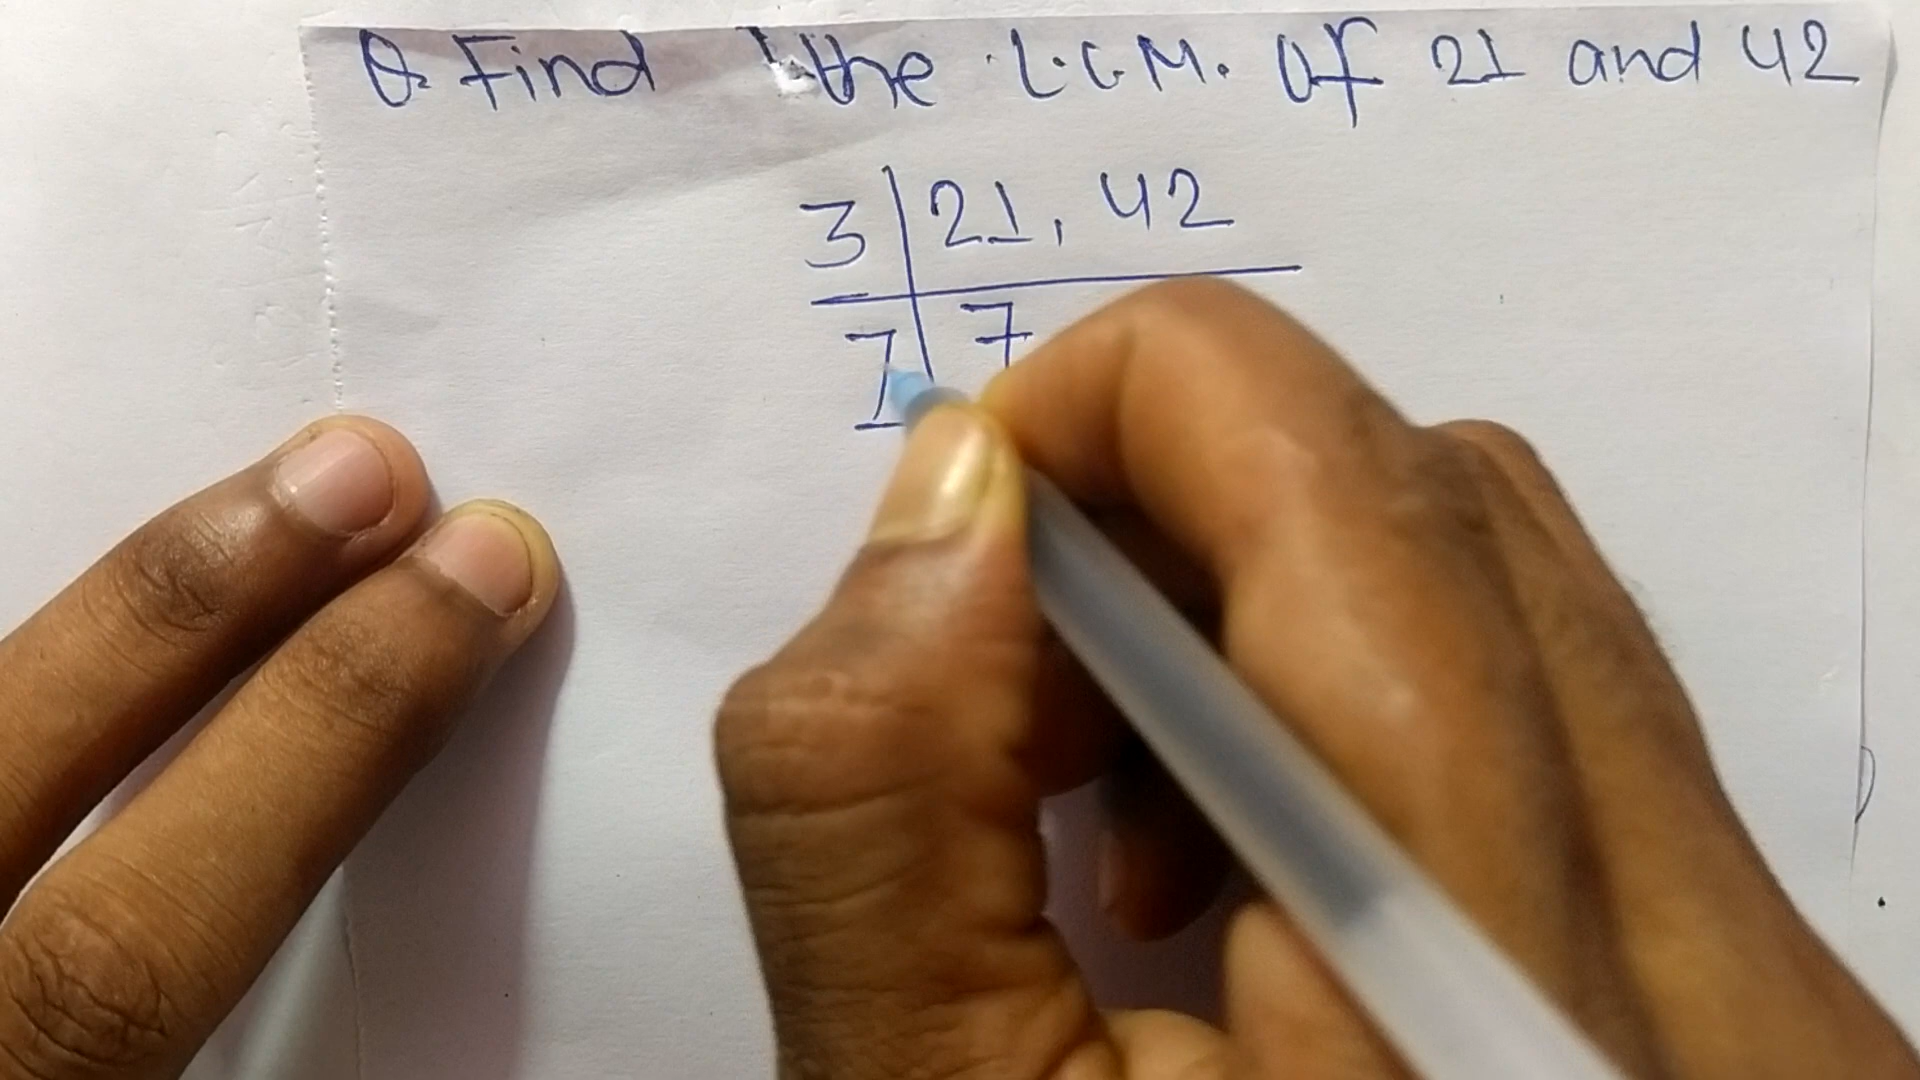 Q. Find the L.C.M. of 21 and 42
3 | 21, 42
7 | 7